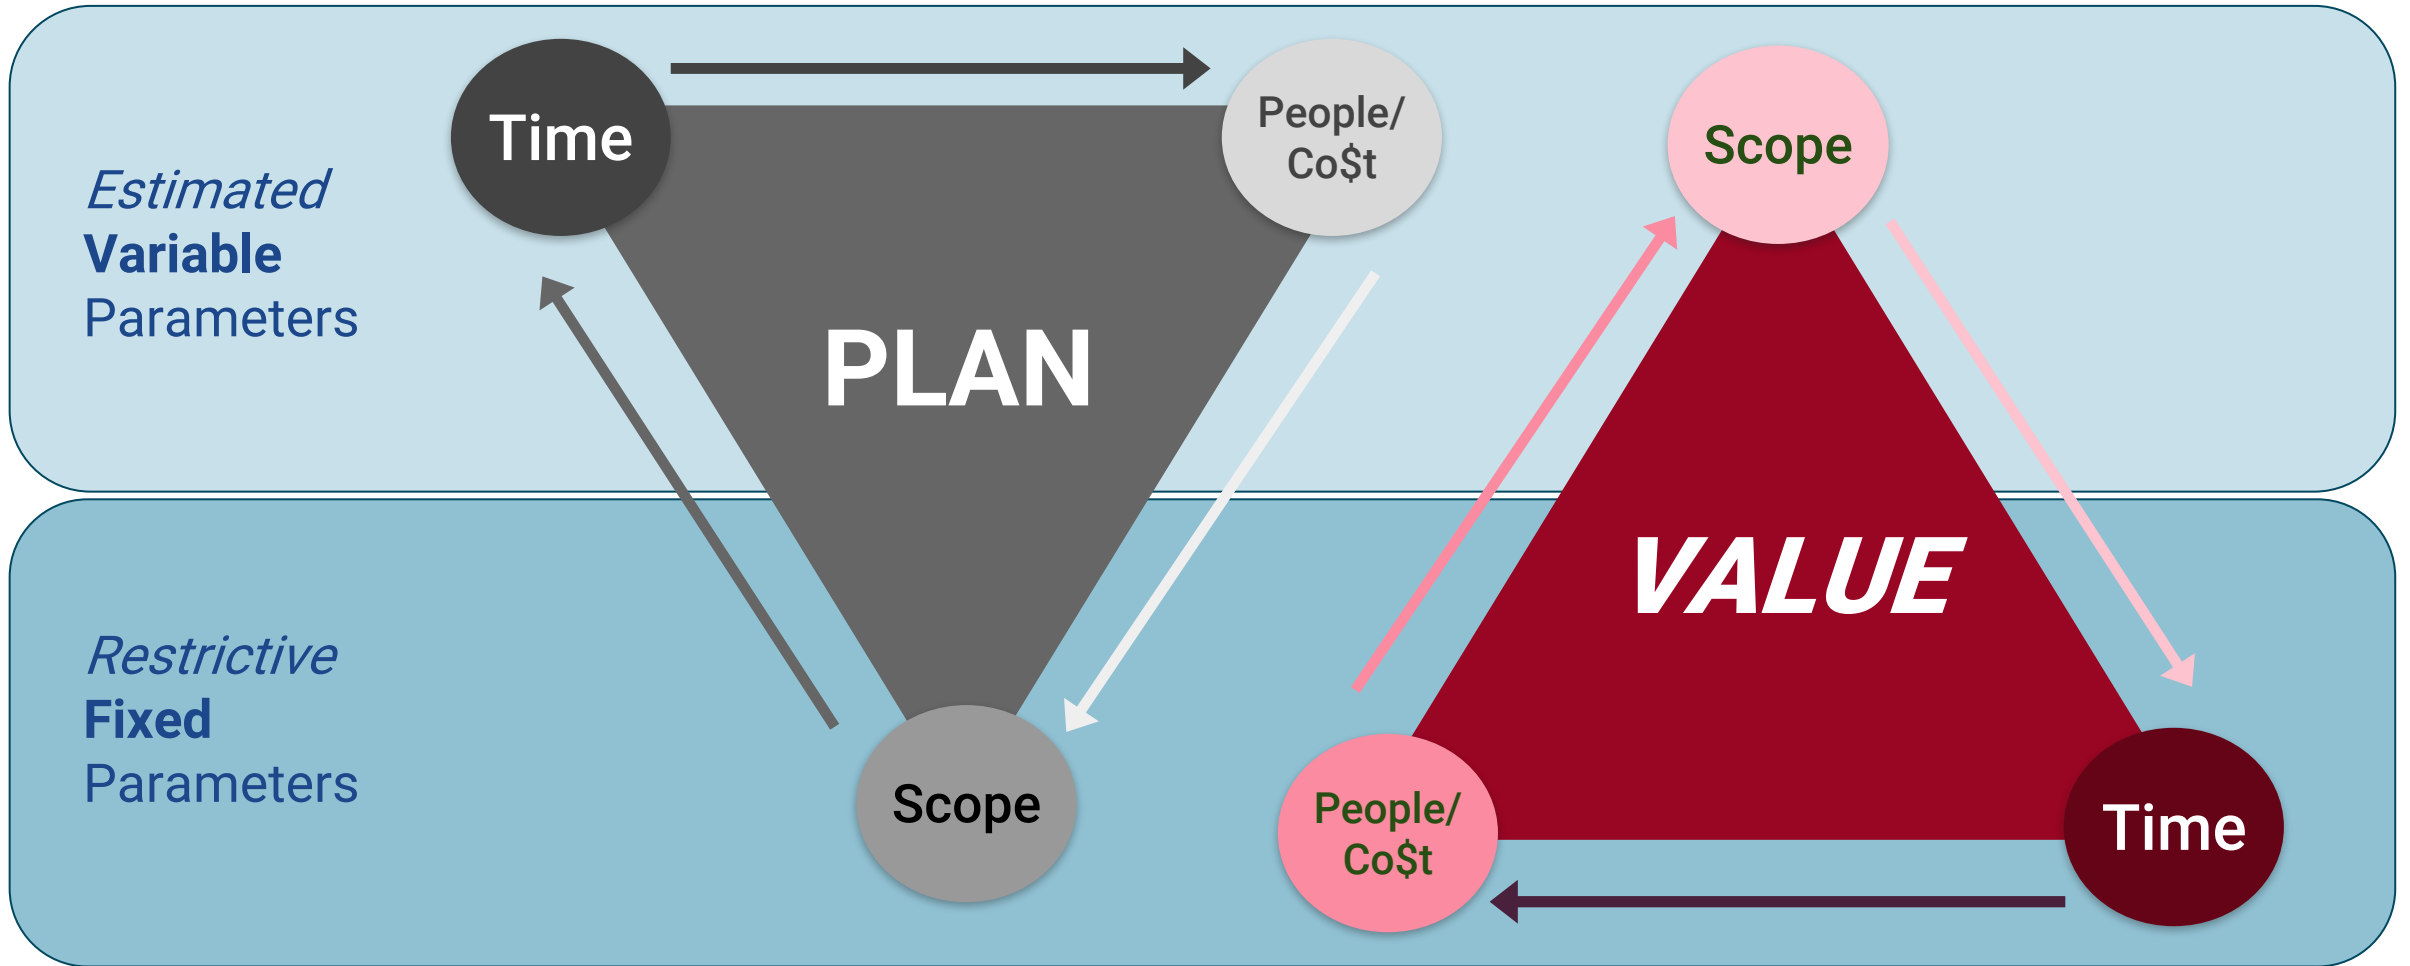 Estimated
Variable
Parameters
Time
People/
Co$t
PLAN
Scope
Scope
VALUE
People/
Co$t
Time
Restrictive
Fixed
Parameters